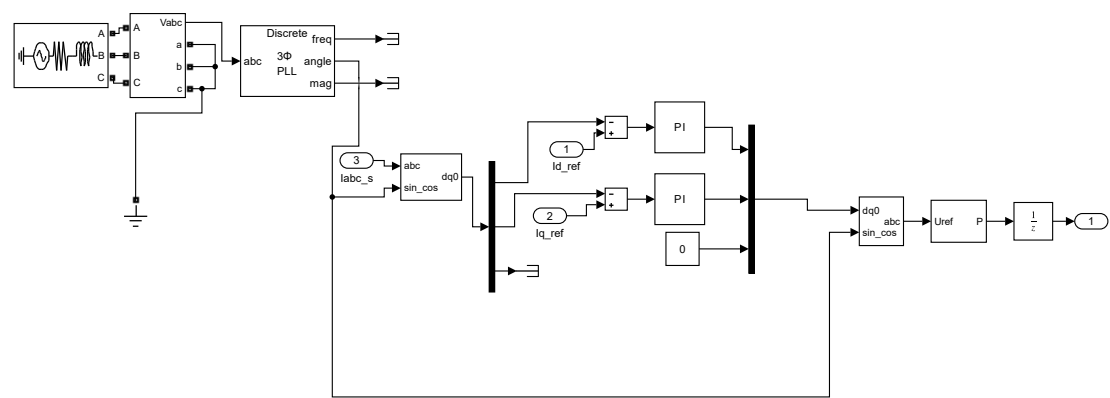 A
B
C
A
B
C
Vabc
a
b
c
abc
Discrete
3Φ
PLL
freq
angle
mag
3
Iabc_s
abc
sin_cos
dq0
1
Id_ref
2
Iq_ref
−
+
−
+
PI
PI
0
dq0
sin_cos
abc
Uref
P
1
z
1